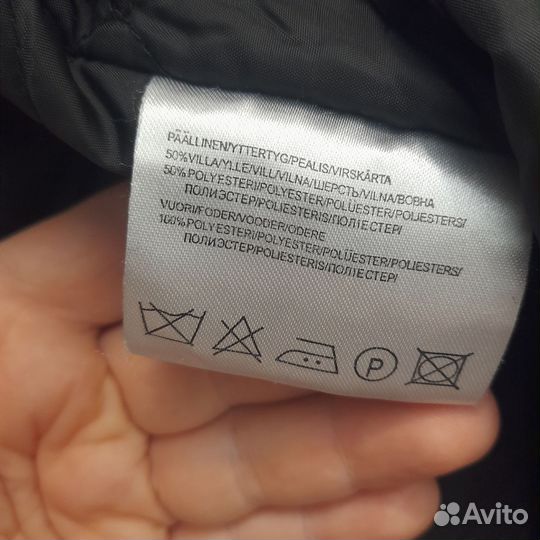 PÄÄLLINEN/YTTERTYG/PEALIS/VIRSKĀRTA
50% VILLA/YLLE/VILL/VILNA/ШЕРСТЬ/VILNA/ВОВНА
50% POLYESTERI/POLYESTER/POLÜESTER/POLIESTERS/
ПОЛИЭСТЕР/POLIESTERIS/ПОЛІЕСТЕР/
VUORI/FODER/VOODER/ODERE
100% POLYESTERI/POLYESTER/POLÜESTER/POLIESTERS/
ПОЛИЭСТЕР/POLIESTERIS/ПОЛІЕСТЕР/
P
Avito